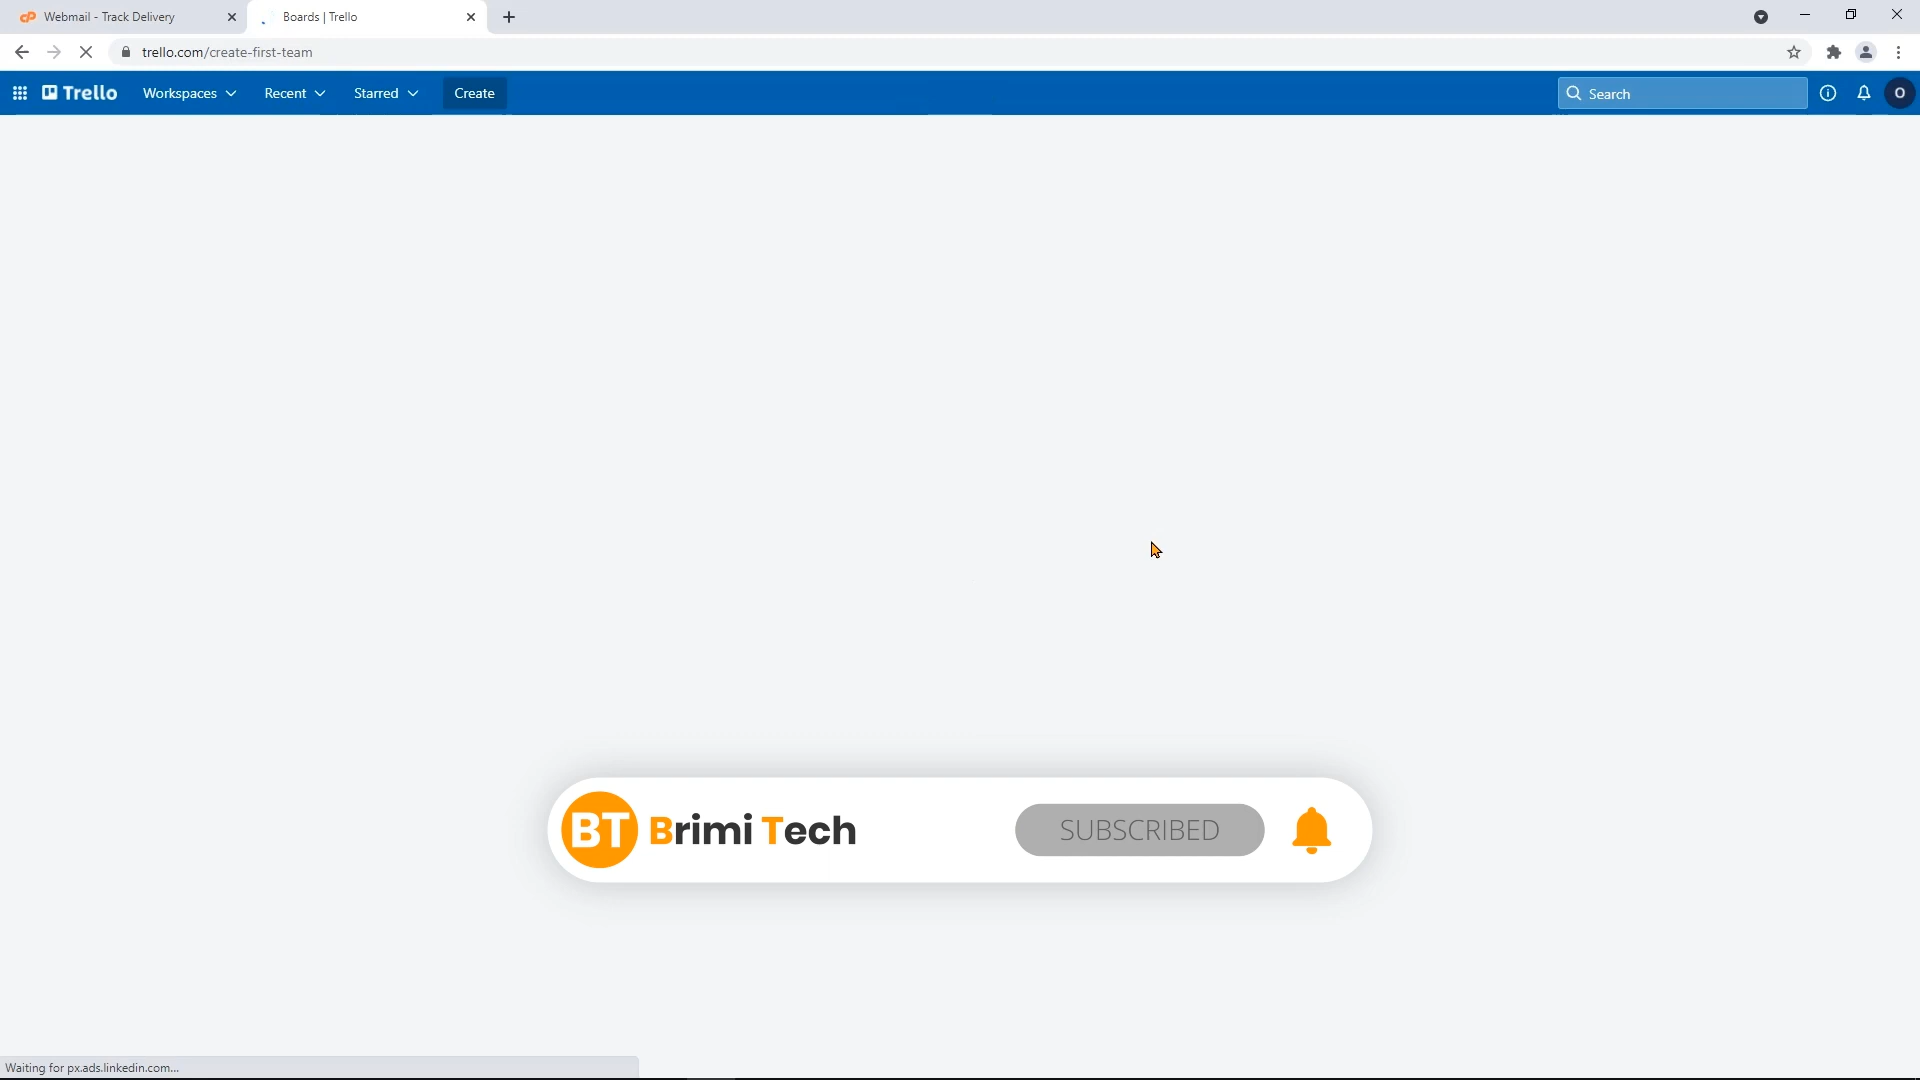 Webmail - Track Delivery
Boards | Trello
trello.com/create-first-team
Trello
Workspaces
Recent
Starred
Create
Search
O
BT
Brimi Tech
SUBSCRIBED
Waiting for px.ads.linkedin.com...